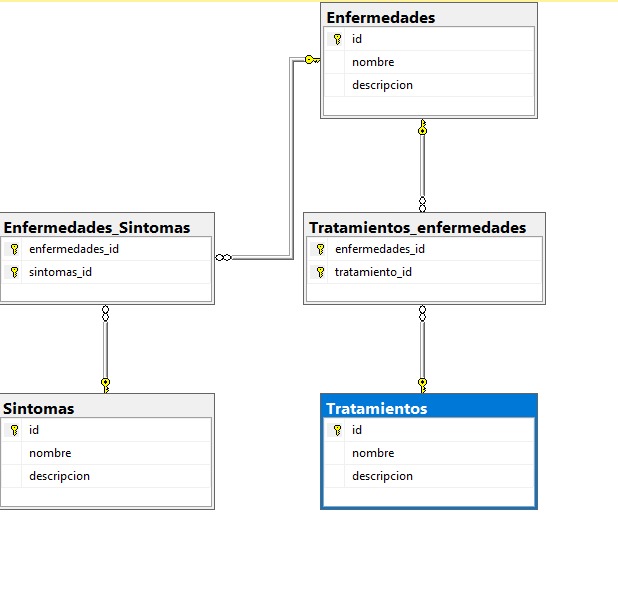 Enfermedades
id
nombre
descripcion
Enfermedades_Sintomas
enfermedades_id
sintomas_id
Tratamientos_enfermedades
enfermedades_id
tratamiento_id
Sintomas
id
nombre
descripcion
Tratamientos
id
nombre
descripcion